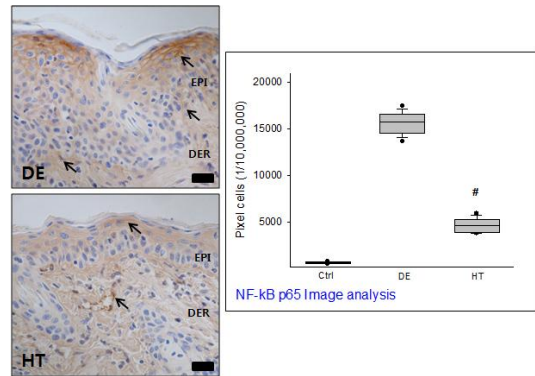 EPI
DER
DE
EPI
DER
HT
20000
15000
10000
5000
Pixel cells (1/10,000,000)
#
Ctrl
DE
HT
NF-kB p65 Image analysis